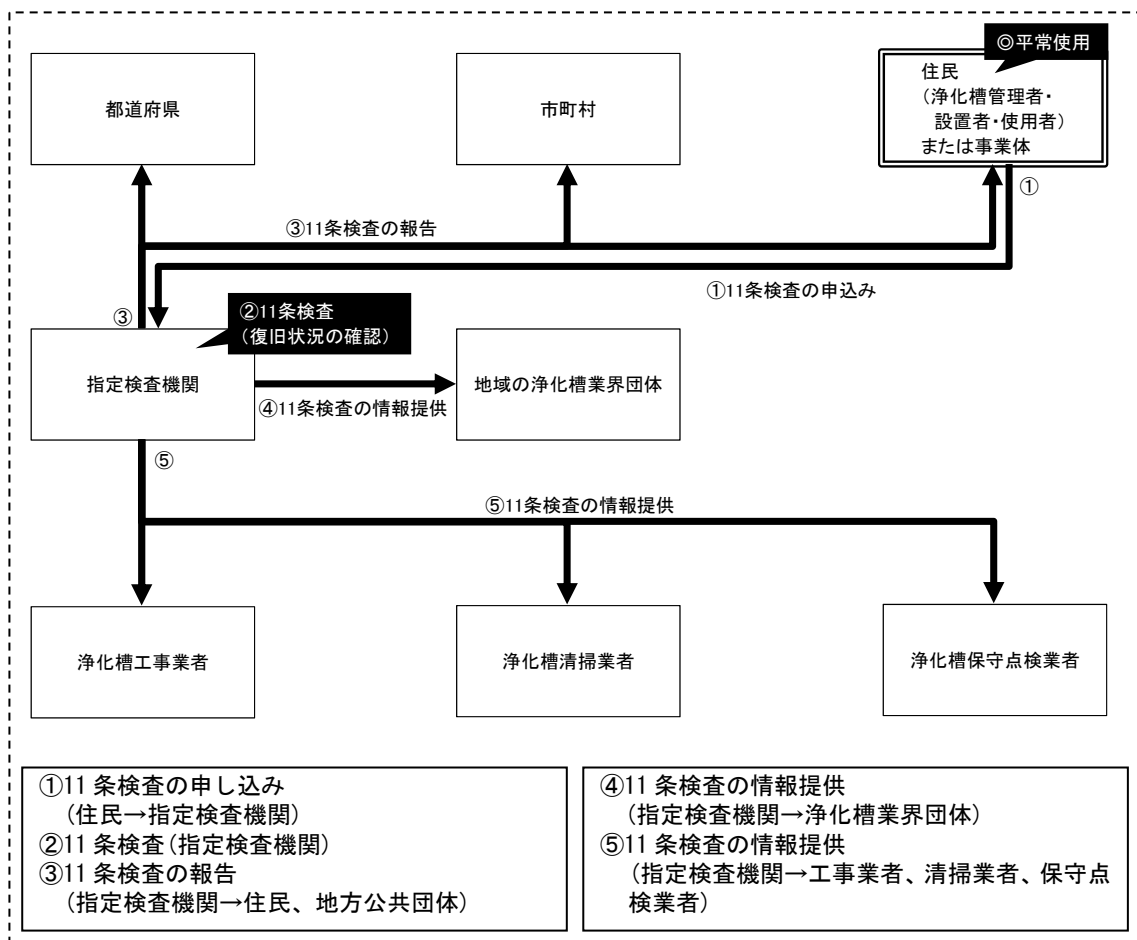 ◎平常使用
都道府県
市町村
住民
(浄化槽管理者・
設置者・使用者)
または事業体
①
③11条検査の報告
①11条検査の申込み
③
②11条検査
(復旧状況の確認)
指定検査機関
地域の浄化槽業界団体
④11条検査の情報提供
⑤
⑤11条検査の情報提供
浄化槽工事業者
浄化槽清掃業者
浄化槽保守点検業者
①11 条検査の申し込み
(住民→指定検査機関)
②11 条検査(指定検査機関)
③11 条検査の報告
(指定検査機関→住民、地方公共団体)
④11 条検査の情報提供
(指定検査機関→浄化槽業界団体)
⑤11 条検査の情報提供
(指定検査機関→工事業者、清掃業者、保守点
検業者)